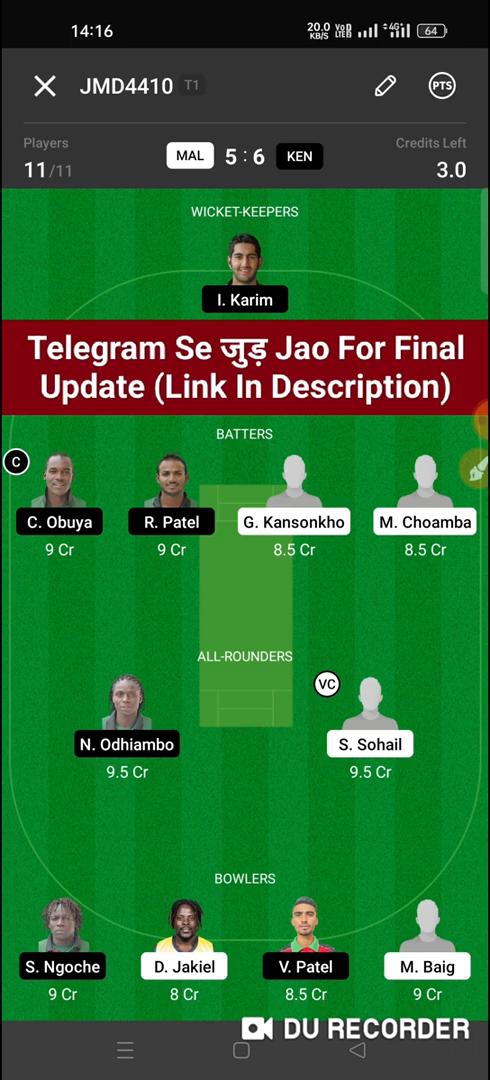 14:16
20.0 KB/S VoD LTE 4G 64
JMD4410 T1
PTS
Players
Credits Left
11/11
MAL 5 : 6 KEN
3.0
WICKET-KEEPERS
I. Karim
Telegram Se जुड़ Jao For Final
Update (Link In Description)
BATTERS
C
C. Obuya R. Patel G. Kansonkho M. Choamba
9 Cr 9 Cr 8.5 Cr 8.5 Cr
ALL-ROUNDERS
VC
N. Odhiambo S. Sohail
9.5 Cr 9.5 Cr
BOWLERS
S. Ngoche D. Jakiel V. Patel M. Baig
9 Cr 8 Cr 8.5 Cr 9 Cr
DU RECORDER